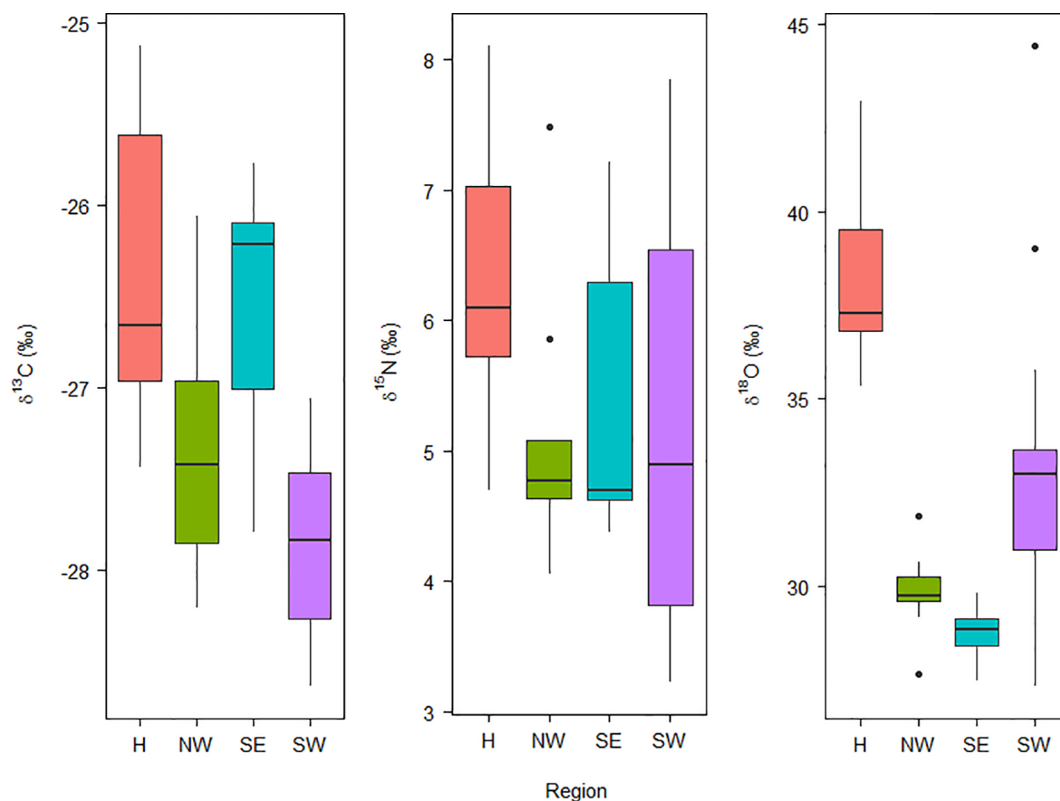 δ13C (‰)
-25
-26
-27
-28
H NW SE SW
δ15N (‰)
8
7
6
5
4
3
H NW SE SW
δ18O (‰)
45
40
35
30
H NW SE SW
Region